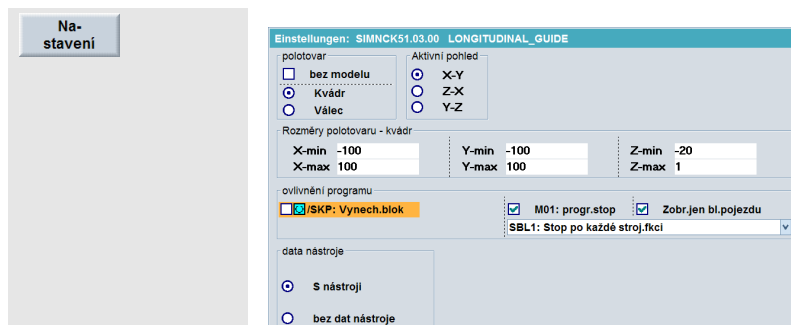 Na-
stavení
Einstellungen: SIMNCK51.03.00 LONGITUDINAL_GUIDE
polotovar
Aktivní pohled
bez modelu
X-Y
Kvádr
Z-X
Válec
Y-Z
Rozměry polotovaru - kvádr
X-min -100 Y-min -100 Z-min -20
X-max 100 Y-max 100 Z-max 1
ovlivnění programu
/SKP: Vynech.blok M01: progr.stop Zobr.jen bl.pojezdu
SBL1: Stop po každé stroj.fkci
data nástroje
S nástroji
bez dat nástroje